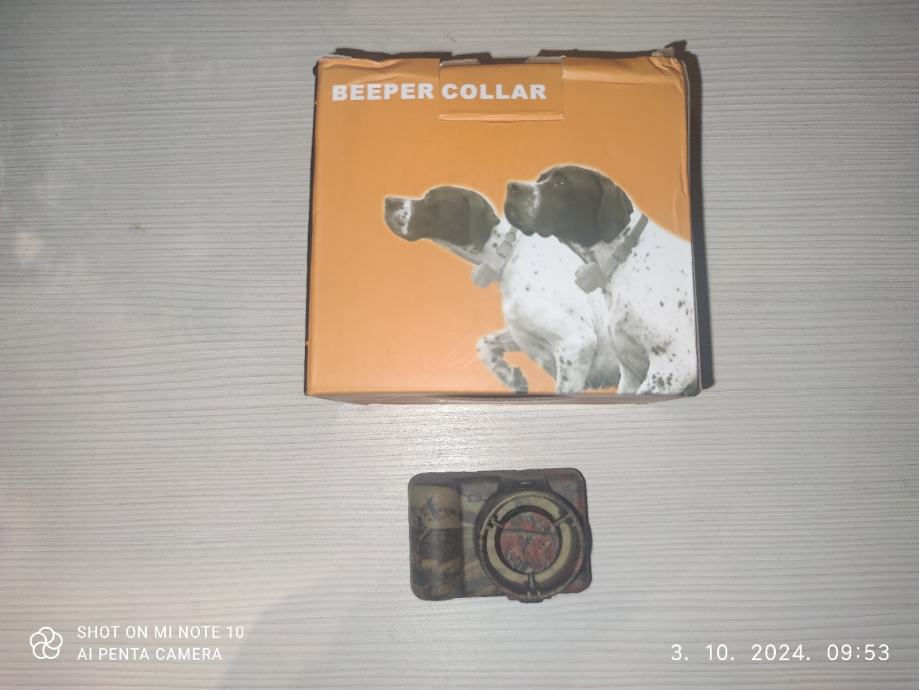 BEEPER COLLAR
SHOT ON MI NOTE 10
AI PENTA CAMERA
3. 10. 2024. 09:53